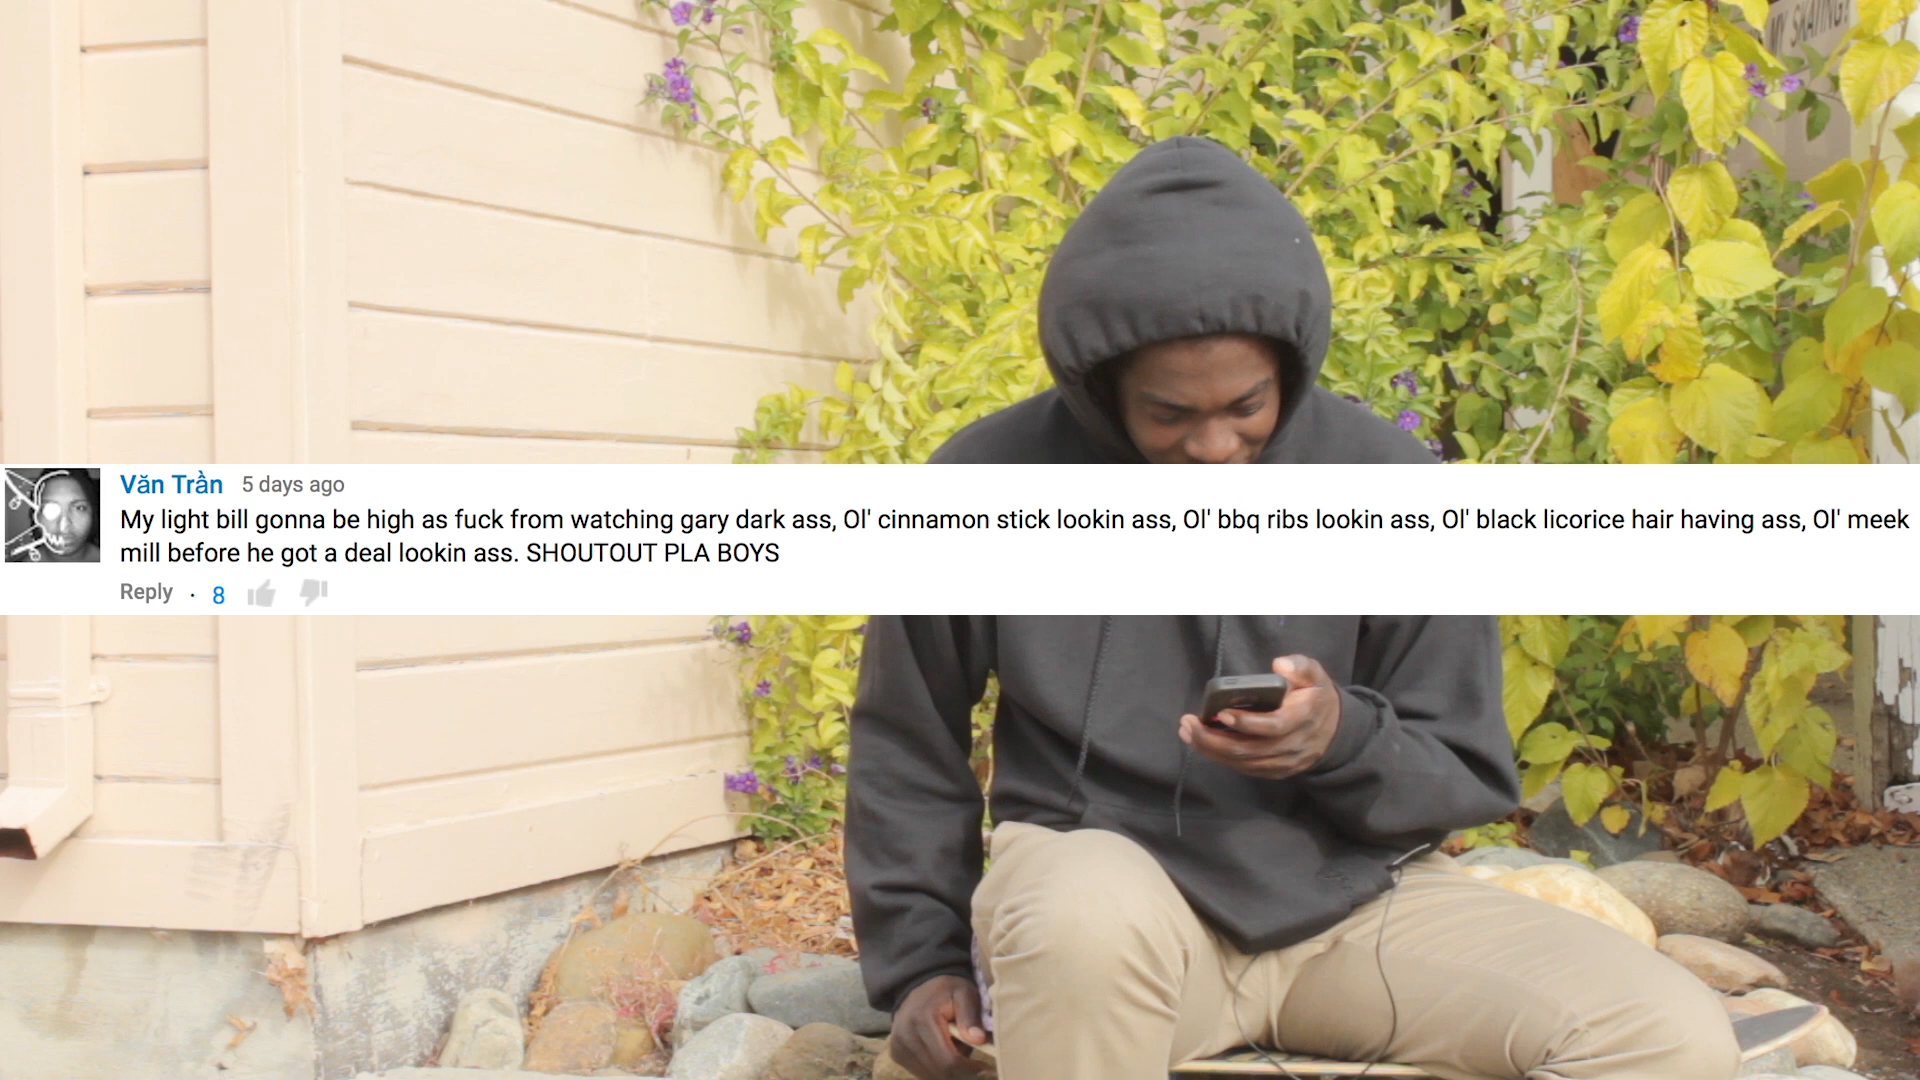 MY SKATING!
Văn Trần 5 days ago
My light bill gonna be high as fuck from watching gary dark ass, Ol' cinnamon stick lookin ass, Ol' bbq ribs lookin ass, Ol' black licorice hair having ass, Ol' meek
mill before he got a deal lookin ass. SHOUTOUT PLA BOYS
Reply · 8